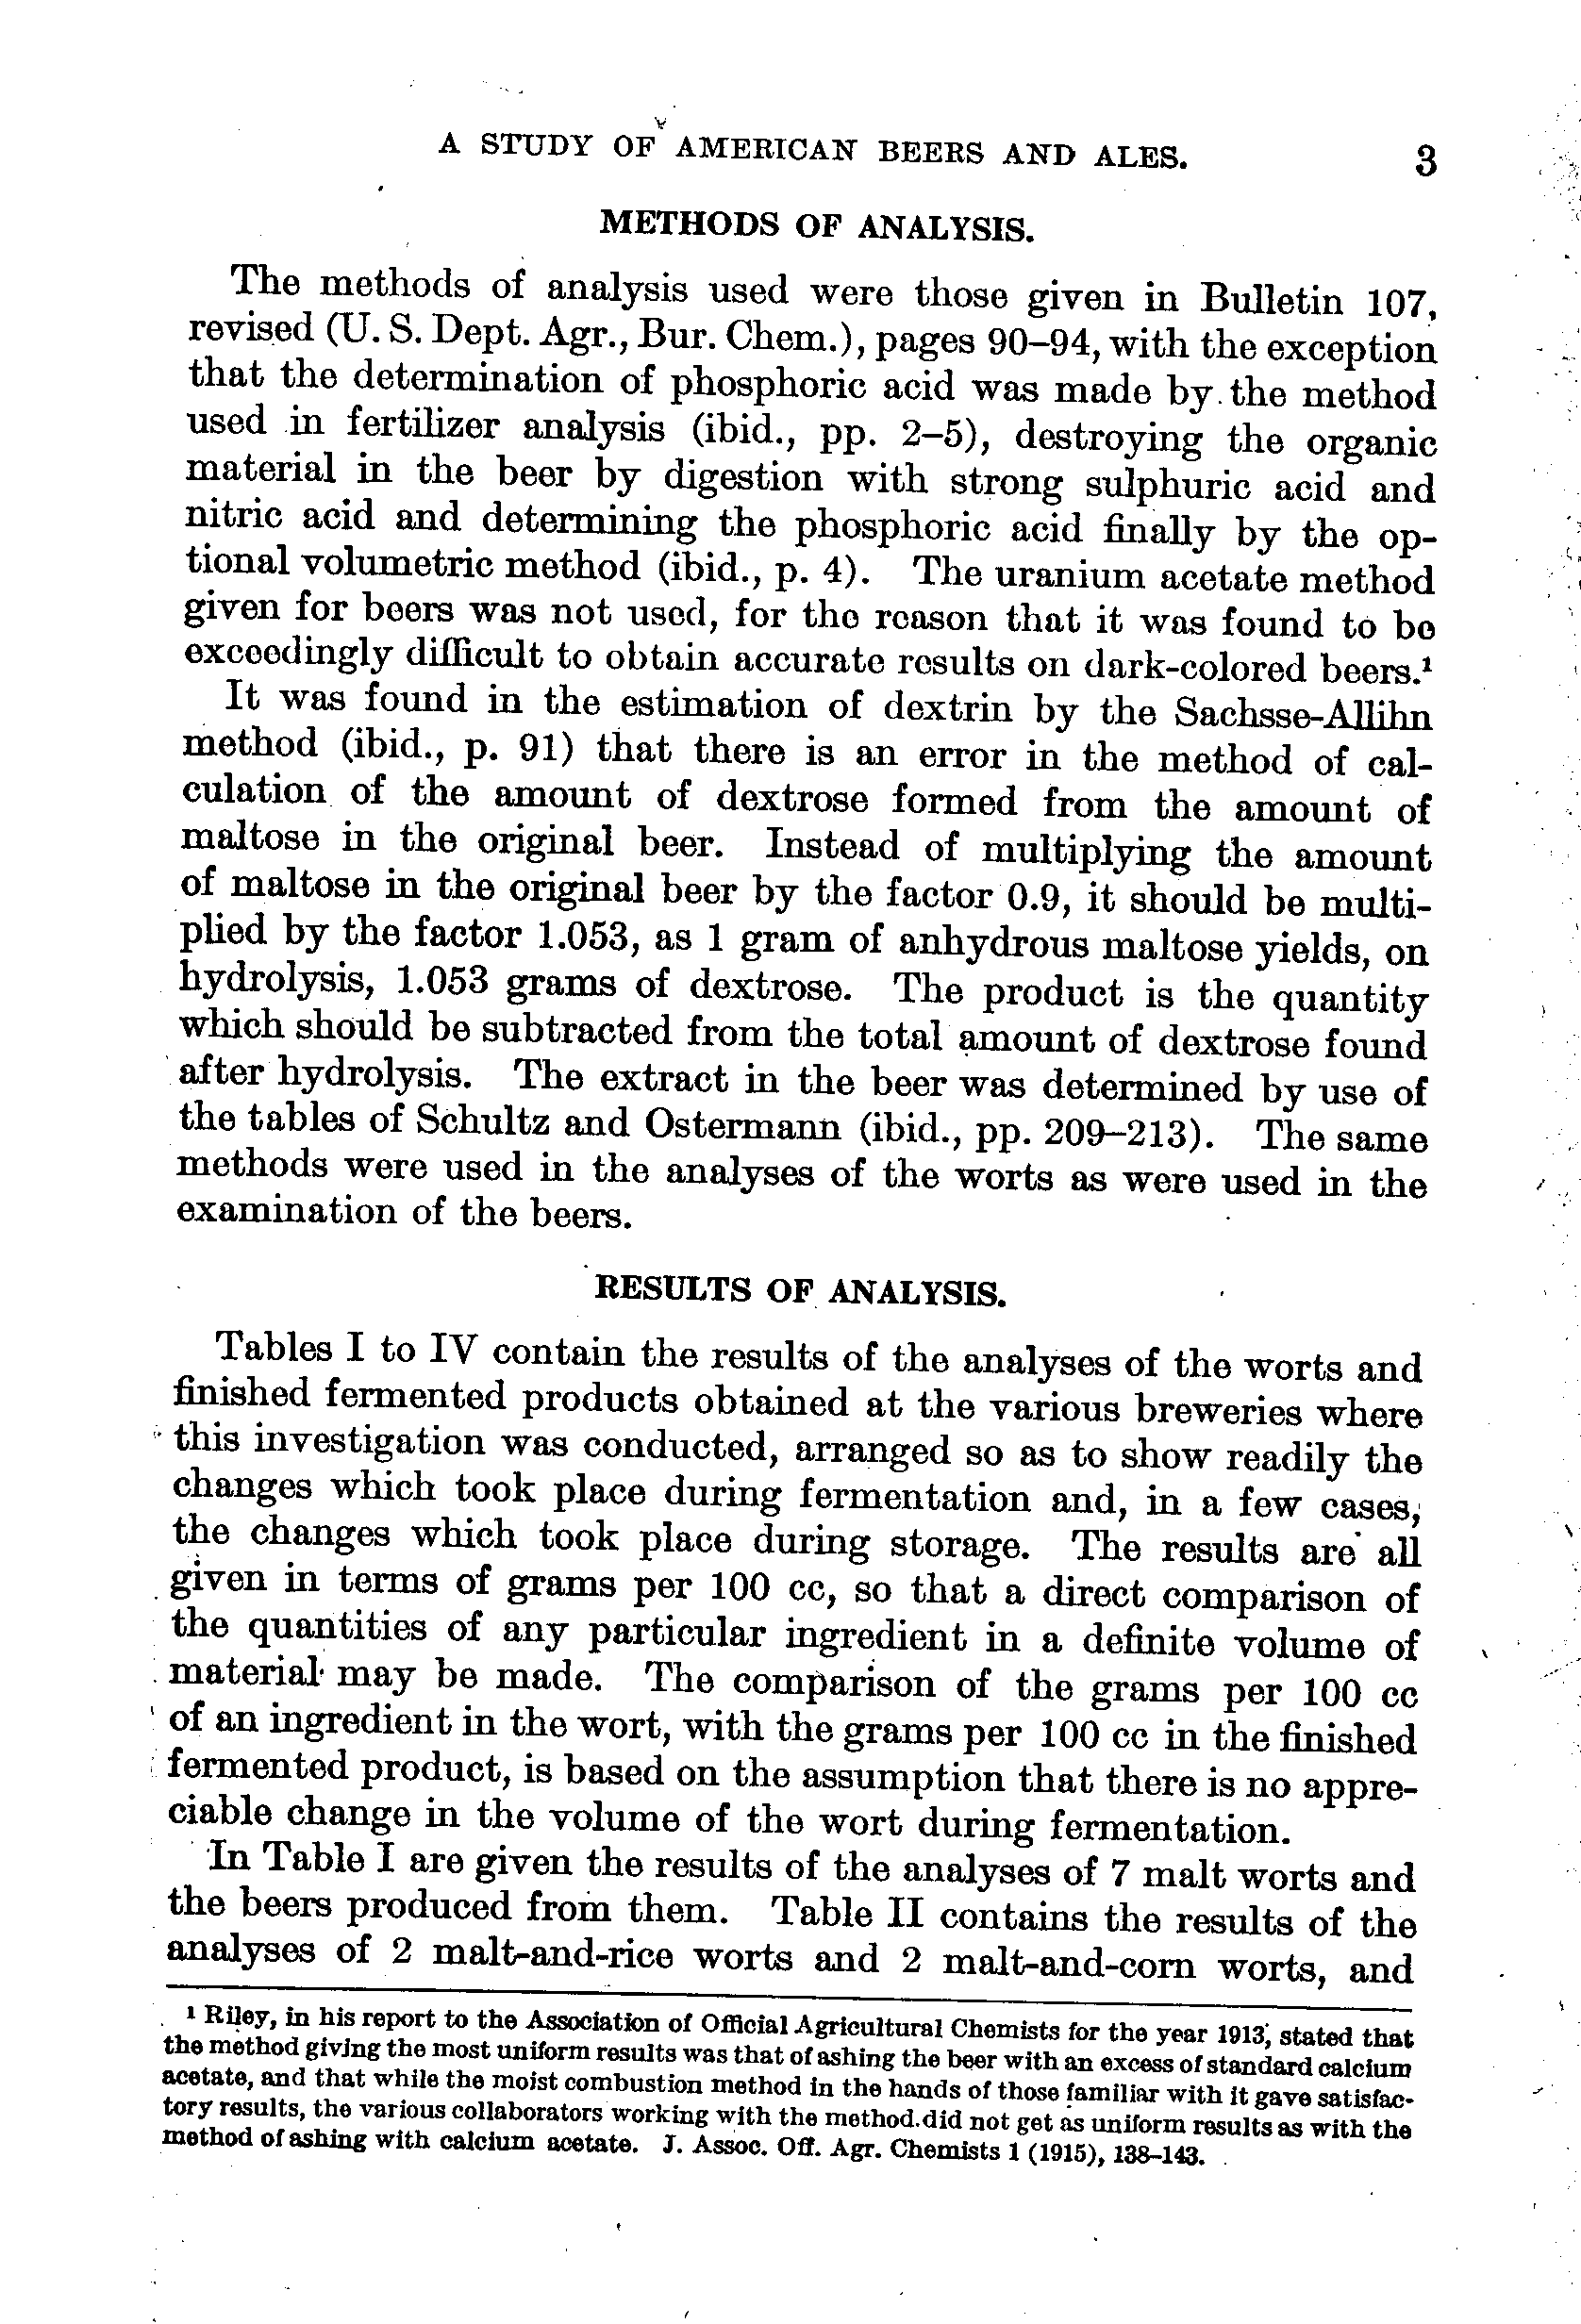 A STUDY OF AMERICAN BEERS AND ALES. 3
METHODS OF ANALYSIS.
The methods of analysis used were those given in Bulletin 107,
revised (U. S. Dept. Agr., Bur. Chem.), pages 90–94, with the exception
that the determination of phosphoric acid was made by the method
used in fertilizer analysis (ibid., pp. 2–5), destroying the organic
material in the beer by digestion with strong sulphuric acid and
nitric acid and determining the phosphoric acid finally by the op-
tional volumetric method (ibid., p. 4). The uranium acetate method
given for beers was not used, for the reason that it was found to be
exceedingly difficult to obtain accurate results on dark-colored beers.¹
It was found in the estimation of dextrin by the Sachsse-Allihn
method (ibid., p. 91) that there is an error in the method of cal-
culation of the amount of dextrose formed from the amount of
maltose in the original beer. Instead of multiplying the amount
of maltose in the original beer by the factor 0.9, it should be multi-
plied by the factor 1.053, as 1 gram of anhydrous maltose yields, on
hydrolysis, 1.053 grams of dextrose. The product is the quantity
which should be subtracted from the total amount of dextrose found
after hydrolysis. The extract in the beer was determined by use of
the tables of Schultz and Ostermann (ibid., pp. 209–213). The same
methods were used in the analyses of the worts as were used in the
examination of the beers.
RESULTS OF ANALYSIS.
Tables I to IV contain the results of the analyses of the worts and
finished fermented products obtained at the various breweries where
this investigation was conducted, arranged so as to show readily the
changes which took place during fermentation and, in a few cases,
the changes which took place during storage. The results are all
given in terms of grams per 100 cc, so that a direct comparison of
the quantities of any particular ingredient in a definite volume of
material may be made. The comparison of the grams per 100 cc
of an ingredient in the wort, with the grams per 100 cc in the finished
fermented product, is based on the assumption that there is no appre-
ciable change in the volume of the wort during fermentation.
In Table I are given the results of the analyses of 7 malt worts and
the beers produced from them. Table II contains the results of the
analyses of 2 malt-and-rice worts and 2 malt-and-corn worts, and
¹ Riley, in his report to the Association of Official Agricultural Chemists for the year 1913, stated that
the method giving the most uniform results was that of ashing the beer with an excess of standard calcium
acetate, and that while the moist combustion method in the hands of those familiar with it gave satisfac-
tory results, the various collaborators working with the method did not get as uniform results as with the
method of ashing with calcium acetate. J. Assoc. Off. Agr. Chemists 1 (1915), 138–143.